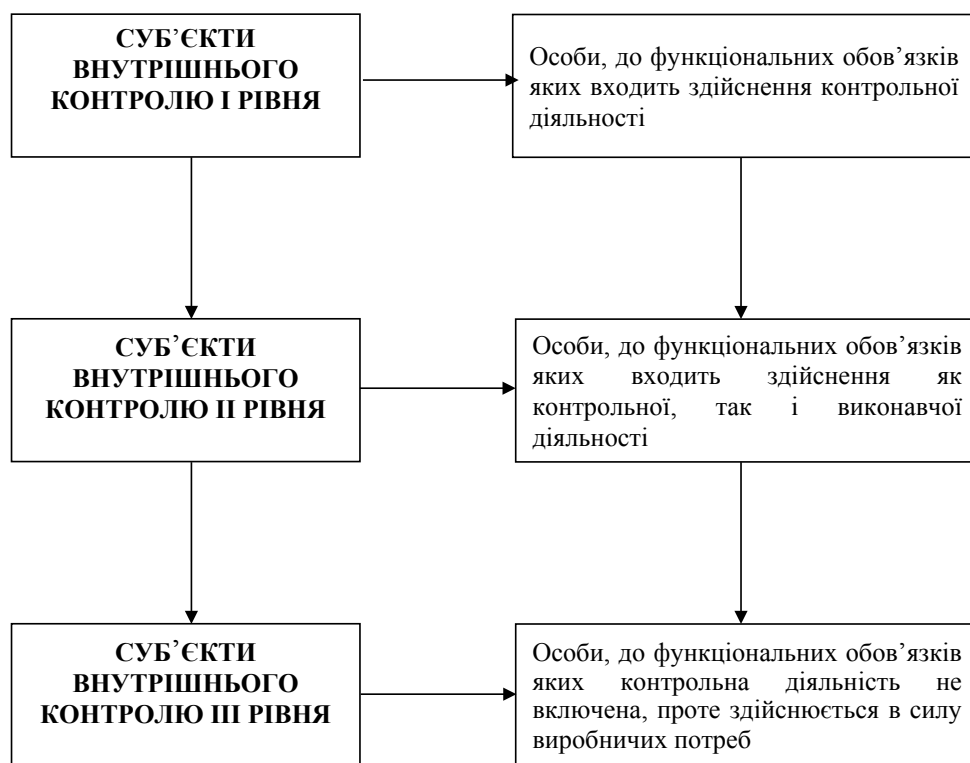 СУБ’ЄКТИ
ВНУТРІШНЬОГО
КОНТРОЛЮ І РІВНЯ
Особи, до функціональних обов’язків
яких входить здійснення контрольної
діяльності
СУБ’ЄКТИ
ВНУТРІШНЬОГО
КОНТРОЛЮ ІІ РІВНЯ
Особи, до функціональних обов’язків
яких входить здійснення як
контрольної, так і виконавчої
діяльності
СУБ’ЄКТИ
ВНУТРІШНЬОГО
КОНТРОЛЮ ІІІ РІВНЯ
Особи, до функціональних обов’язків
яких контрольна діяльність не
включена, проте здійснюється в силу
виробничих потреб